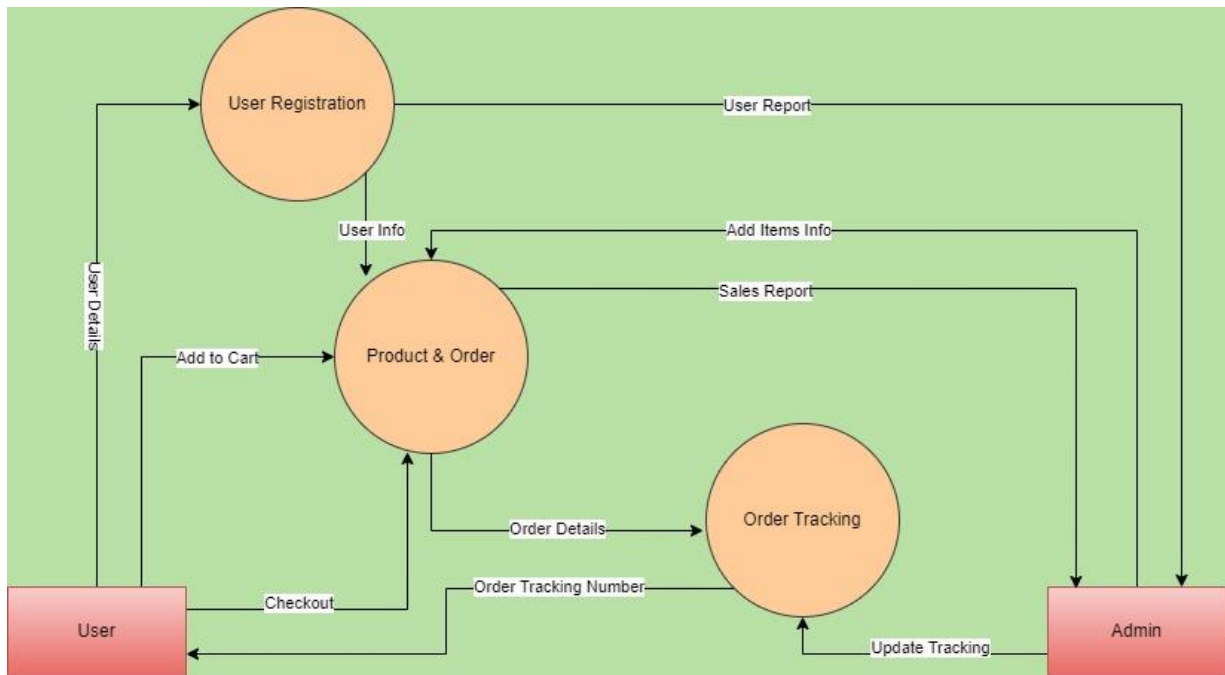 User Registration
User Report
User Info
Add Items Info
User Details
Sales Report
Add to Cart
Product & Order
Order Tracking
Order Details
Order Tracking Number
Checkout
User
Admin
Update Tracking